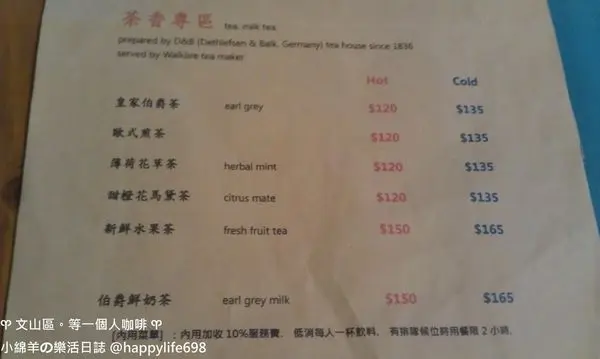 茶香專區 tea, milk tea
prepared by D&B (Dethlefsen & Balk, Germany) tea house since 1836
served by Walküre tea maker
Hot Cold
皇家伯爵茶 earl grey $120 $135
歐式煎茶 $120 $135
薄荷花草茶 herbal mint $120 $135
甜橙花馬黛茶 citrus mate $120 $135
新鮮水果茶 fresh fruit tea $150 $165
伯爵鮮奶茶 earl grey milk $150 $165
[內用菜單] : 內用加收 10%服務費, 低消每人一杯飲料, 有排隊候位時用餐限 2 小時.
文山區。等一個人咖啡
小綿羊の樂活日誌 @happylife698